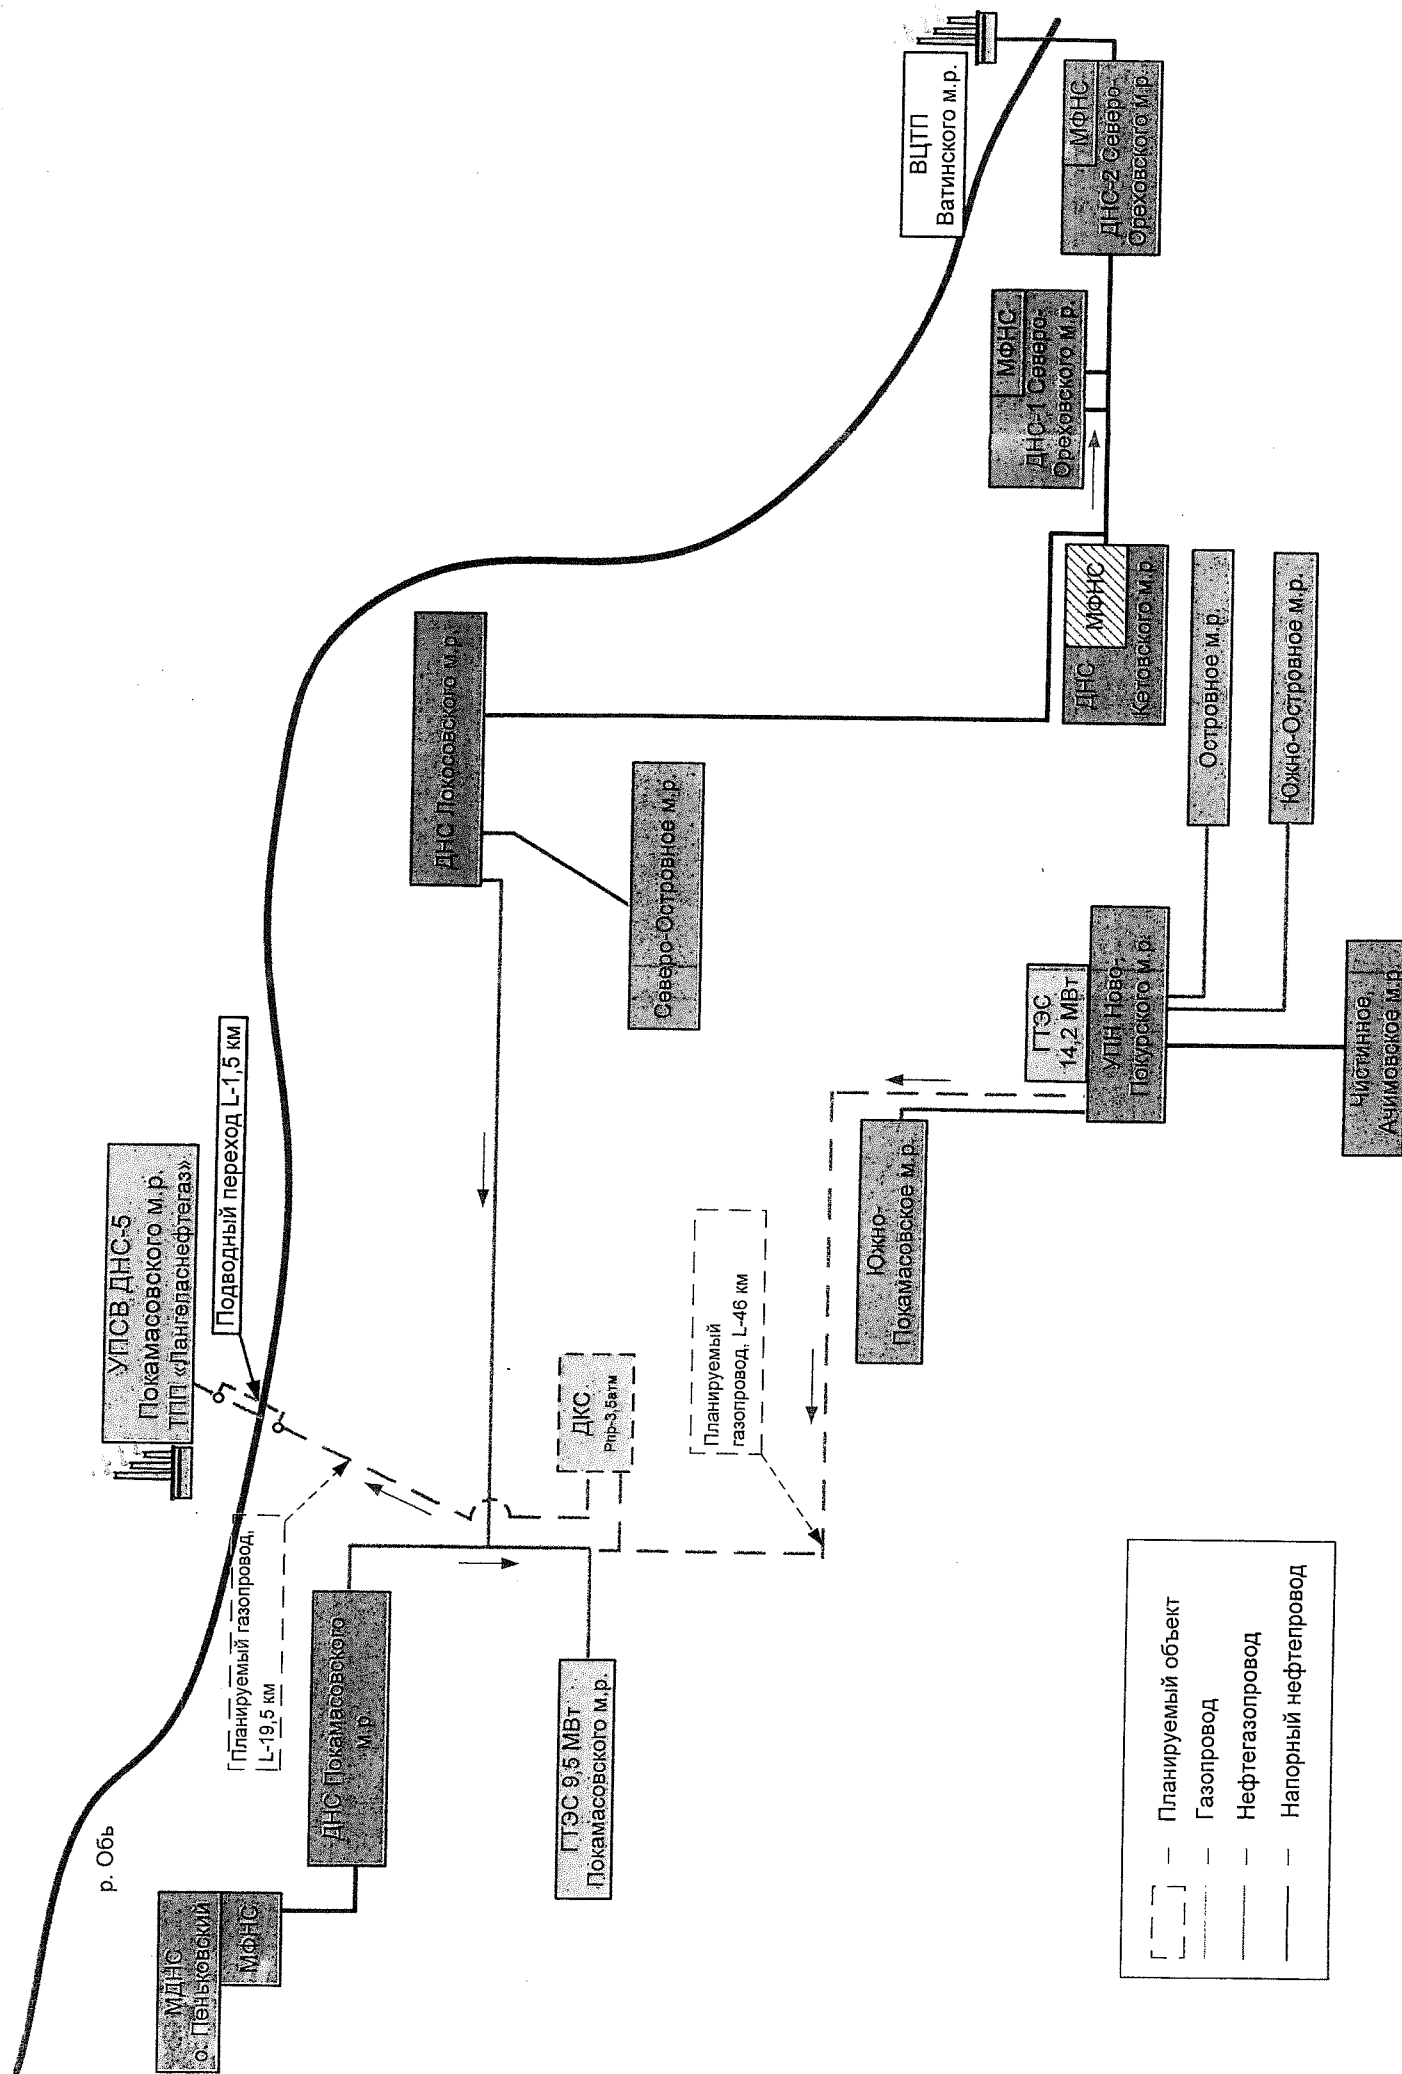 р. Обь
МДНС
о. Пеньковский
МФНС
Планируемый газопровод,
L-19,5 км
ДНС Покамасовского
м.р.
ГТЭС 9,5 МВт
Покамасовского м.р.
УПСВ ДНС-5
Покамасовского м.р.
ТПП «Лангепаснефтегаз»
Подводный переход L-1,5 км
ДКС
Рпр-3,5атм
Планируемый
газопровод, L-46 км
Южно-
Покамасовское м.р.
ДНС Локосовского м.р.
Северо-Островное м.р.
ГТЭС
14,2 МВт
УПН Ново-
Покурского м.р.
Чистинное,
Ачимовское м.р.
Островное м.р.
Южно-Островное м.р.
ДНС
МФНС
Кетовского м.р.
МФНС
ДНС-1 Северо-
Ореховского м.р.
МФНС
ДНС-2 Северо-
Ореховского м.р.
ВЦТП
Ватинского м.р.
– Планируемый объект
– Газопровод
– Нефтегазопровод
– Напорный нефтепровод